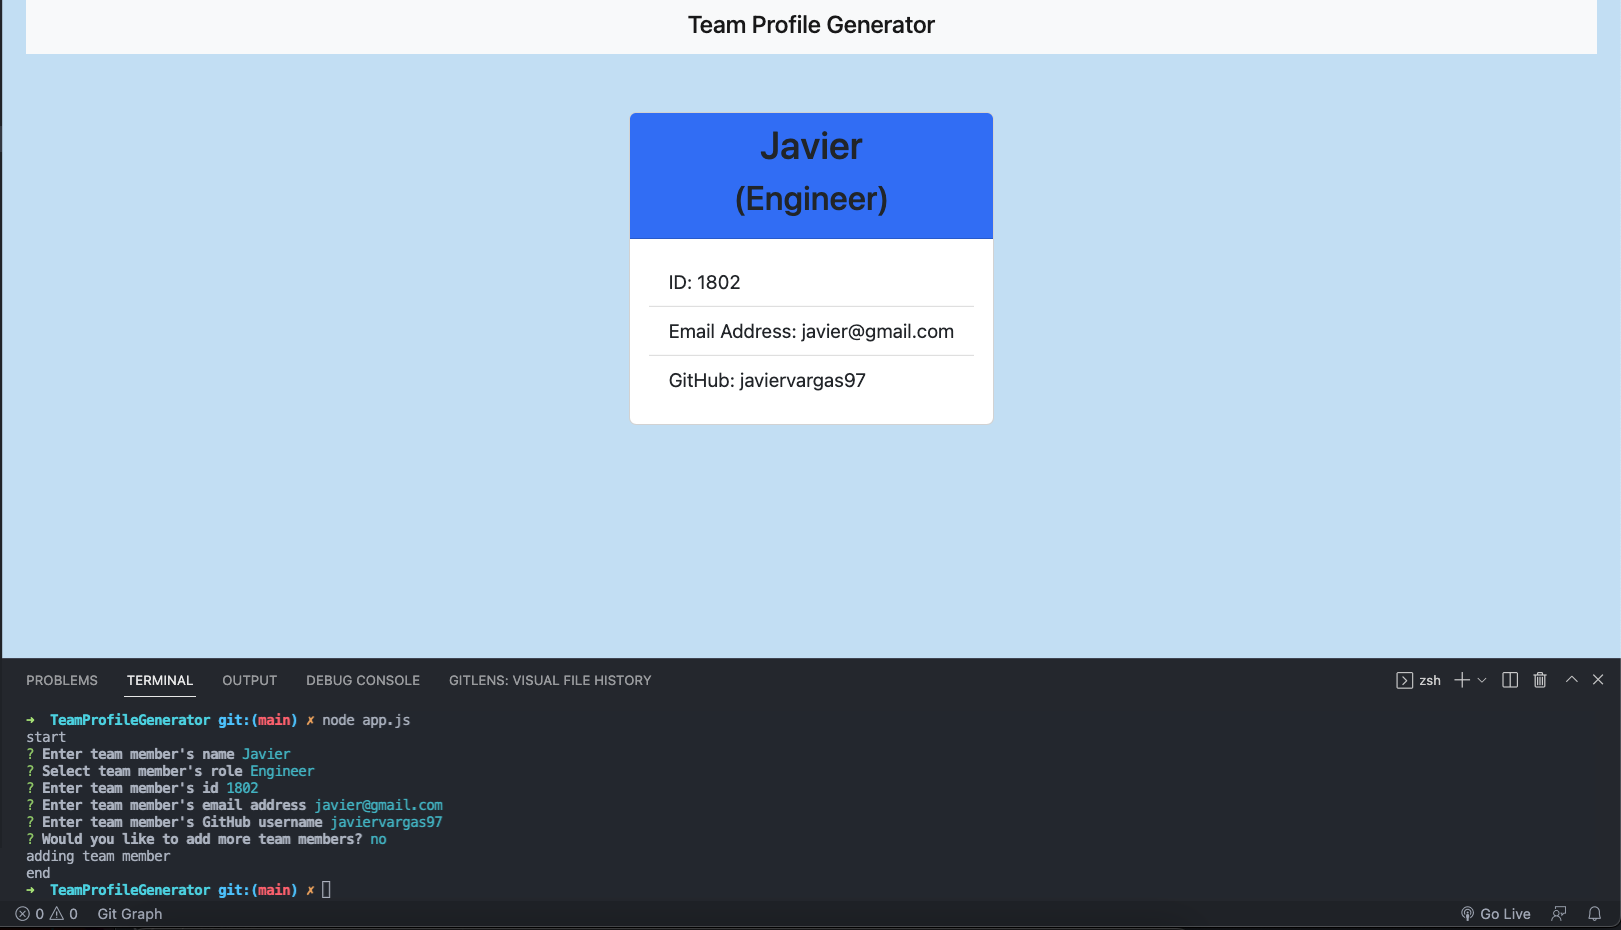 Team Profile Generator
Javier
(Engineer)
ID: 1802
Email Address: javier@gmail.com
GitHub: javiervargas97
PROBLEMS TERMINAL OUTPUT DEBUG CONSOLE GITLENS: VISUAL FILE HISTORY zsh
→ TeamProfileGenerator git:(main) ✗ node app.js
start
? Enter team member's name Javier
? Select team member's role Engineer
? Enter team member's id 1802
? Enter team member's email address javier@gmail.com
? Enter team member's GitHub username javiervargas97
? Would you like to add more team members? no
adding team member
end
→ TeamProfileGenerator git:(main) ✗
0 0 Git Graph Go Live